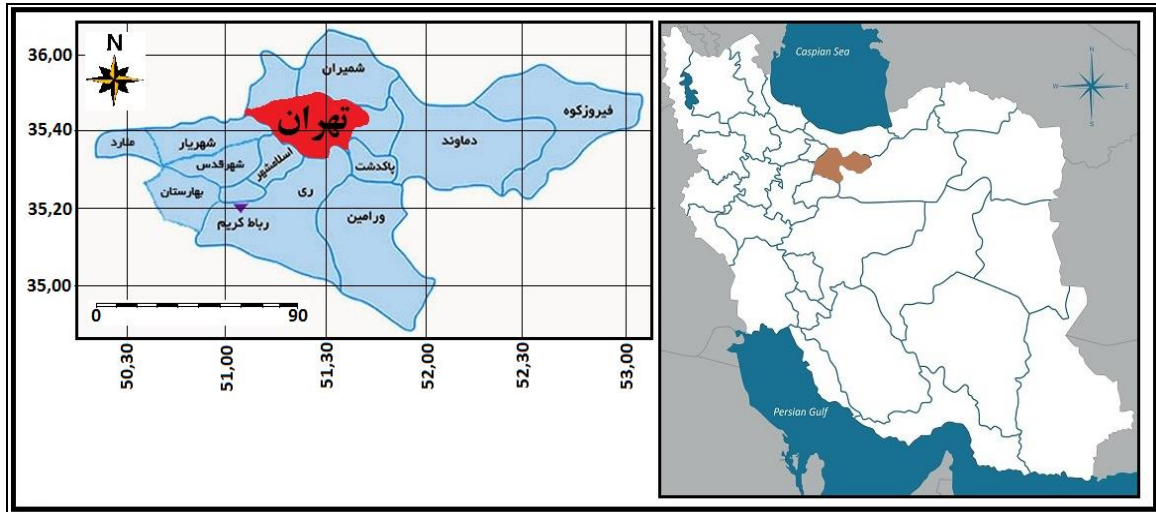 N
36,00
35,40
35,20
35,00
شمیران
فیروزکوه
تهران
دماوند
ملارد
شهریار
شهرقدس
اسلامشهر
پاکدشت
بهارستان
ری
ورامین
رباط کریم
0 90
50,30 51,00 51,30 52,00 52,30 53,00
Caspian Sea
N
W E
S
Persian Gulf